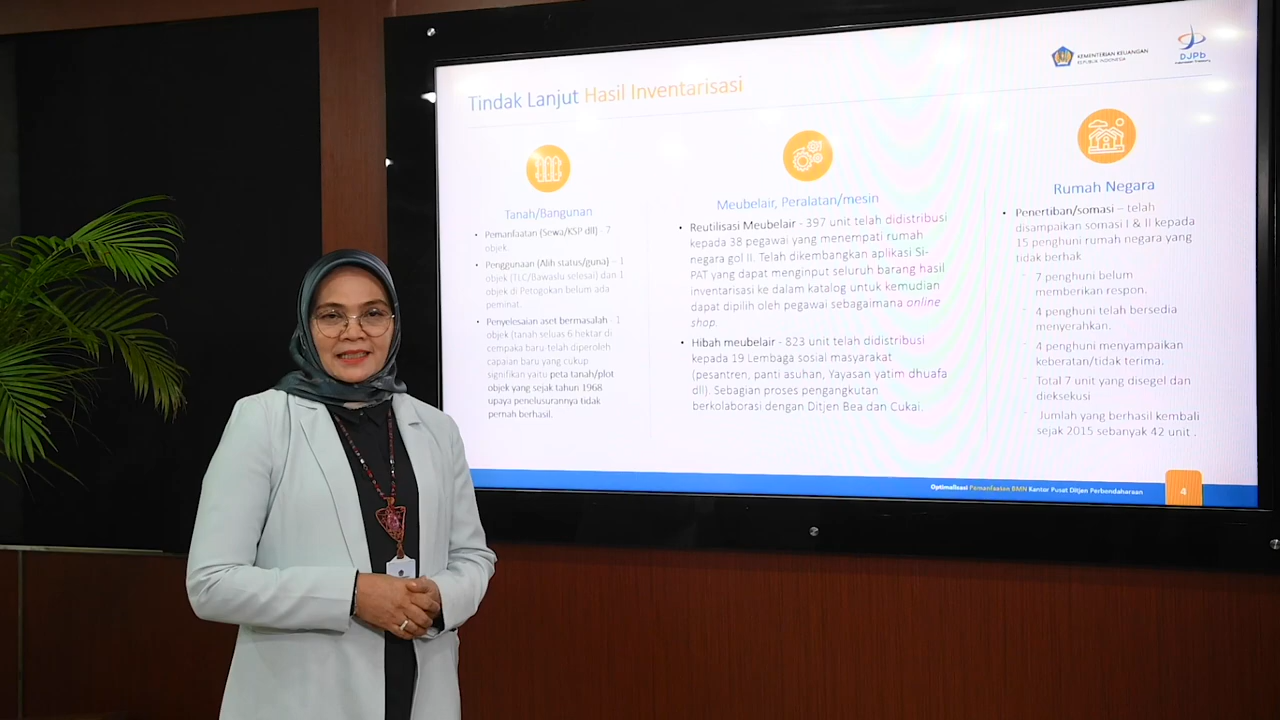 KEMENTERIAN KEUANGAN
REPUBLIK INDONESIA
DJPb
Tindak Lanjut Hasil Inventarisasi
Tanah/Bangunan
• Pemanfaatan (Sewa/KSP dll) - 7
objek.
• Penggunaan (Alih status/guna) – 1
objek (TLC/Bawaslu selesai) dan 1
objek di Petogokan belum ada
peminat.
• Penyelesaian aset bermasalah - 1
objek (tanah seluas 6 hektar di
cempaka baru telah diperoleh
capaian baru yang cukup
signifikan yaitu peta tanah/plot
objek yang sejak tahun 1968
upaya penelusurannya tidak
pernah berhasil.
Meubelair, Peralatan/mesin
• Reutilisasi Meubelair - 397 unit telah didistribusi
kepada 38 pegawai yang menempati rumah
negara gol II. Telah dikembangkan aplikasi Si-
PAT yang dapat menginput seluruh barang hasil
inventarisasi ke dalam katalog untuk kemudian
dapat dipilih oleh pegawai sebagaimana online
shop.
• Hibah meubelair - 823 unit telah didistribusi
kepada 19 Lembaga sosial masyarakat
(pesantren, panti asuhan, Yayasan yatim dhuafa
dll). Sebagian proses pengangkutan
berkolaborasi dengan Ditjen Bea dan Cukai.
Rumah Negara
• Penertiban/somasi – telah
disampaikan somasi I & II kepada
15 penghuni rumah negara yang
tidak berhak
- 7 penghuni belum
memberikan respon.
- 4 penghuni telah bersedia
menyerahkan.
- 4 penghuni menyampaikan
keberatan/tidak terima.
- Total 7 unit yang disegel dan
dieksekusi
- Jumlah yang berhasil kembali
sejak 2015 sebanyak 42 unit .
Optimalisasi Pemanfaatan BMN Kantor Pusat Ditjen Perbendaharaan
4